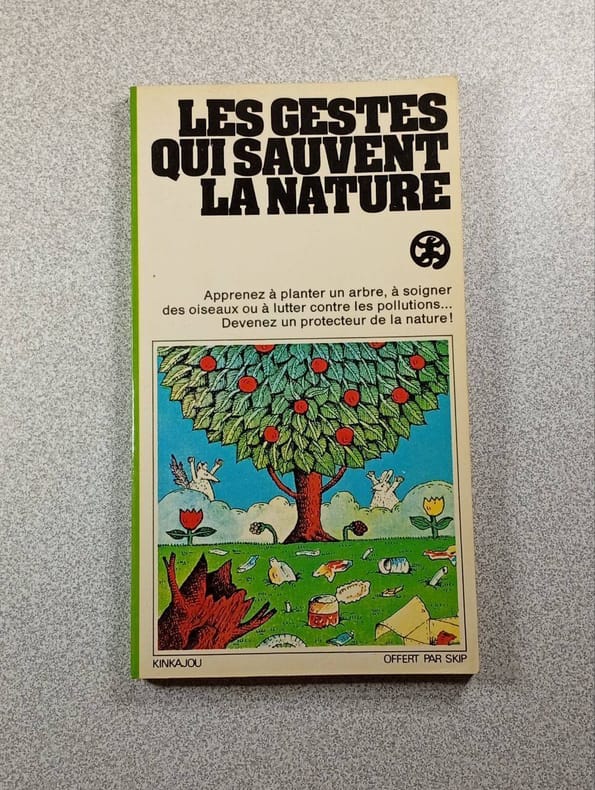 LES GESTES
QUI SAUVENT
LA NATURE
Apprenez à planter un arbre, à soigner
des oiseaux ou à lutter contre les pollutions...
Devenez un protecteur de la nature!
KINKAJOU
OFFERT PAR SKIP